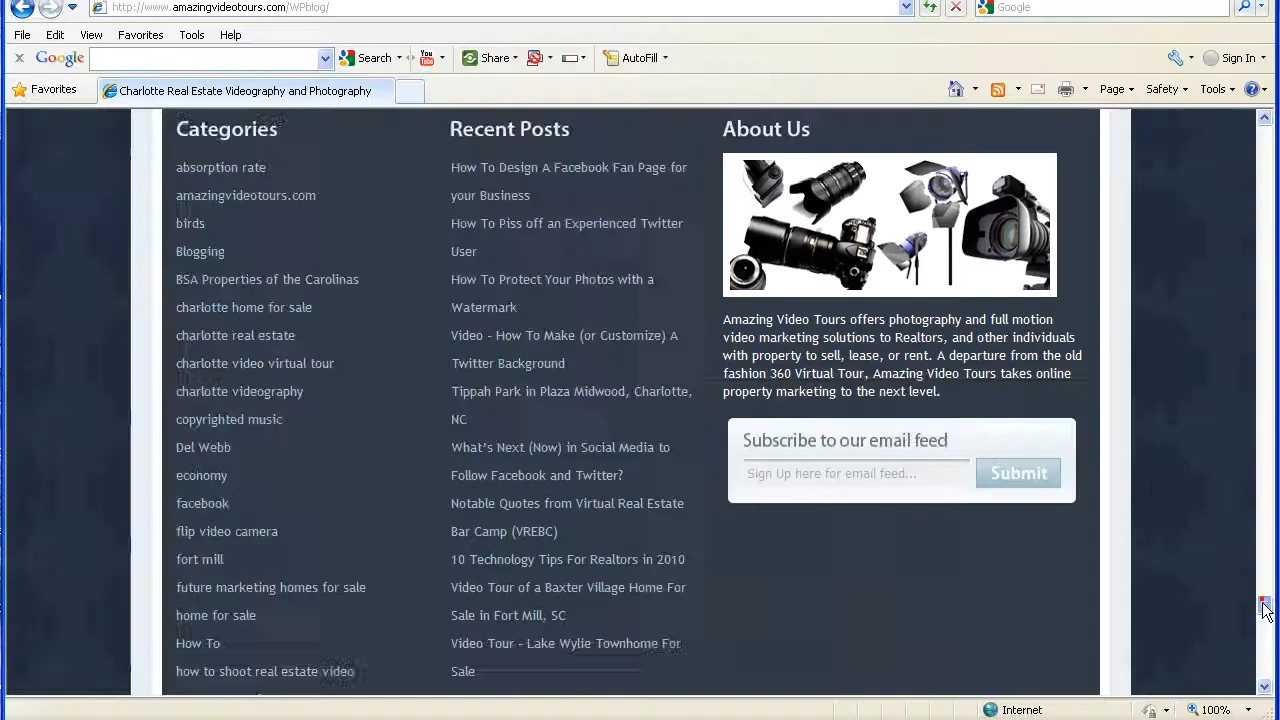 http://www.amazingvideotours.com/WPblog/
Google
File Edit View Favorites Tools Help
x Google Search You Tube Share AutoFill Sign In
Favorites Charlotte Real Estate Videography and Photography Page Safety Tools
Categories
absorption rate
amazingvideotours.com
birds
Blogging
BSA Properties of the Carolinas
charlotte home for sale
charlotte real estate
charlotte video virtual tour
charlotte videography
copyrighted music
Del Webb
economy
facebook
flip video camera
fort mill
future marketing homes for sale
home for sale
How To
how to shoot real estate video
Recent Posts
How To Design A Facebook Fan Page for
your Business
How To Piss off an Experienced Twitter
User
How To Protect Your Photos with a
Watermark
Video - How To Make (or Customize) A
Twitter Background
Tippah Park in Plaza Midwood, Charlotte,
NC
What's Next (Now) in Social Media to
Follow Facebook and Twitter?
Notable Quotes from Virtual Real Estate
Bar Camp (VREBC)
10 Technology Tips For Realtors in 2010
Video Tour of a Baxter Village Home For
Sale in Fort Mill, SC
Video Tour - Lake Wylie Townhome For
Sale
About Us
Amazing Video Tours offers photography and full motion
video marketing solutions to Realtors, and other individuals
with property to sell, lease, or rent. A departure from the old
fashion 360 Virtual Tour, Amazing Video Tours takes online
property marketing to the next level.
Subscribe to our email feed
Sign Up here for email feed... Submit
Internet 100%